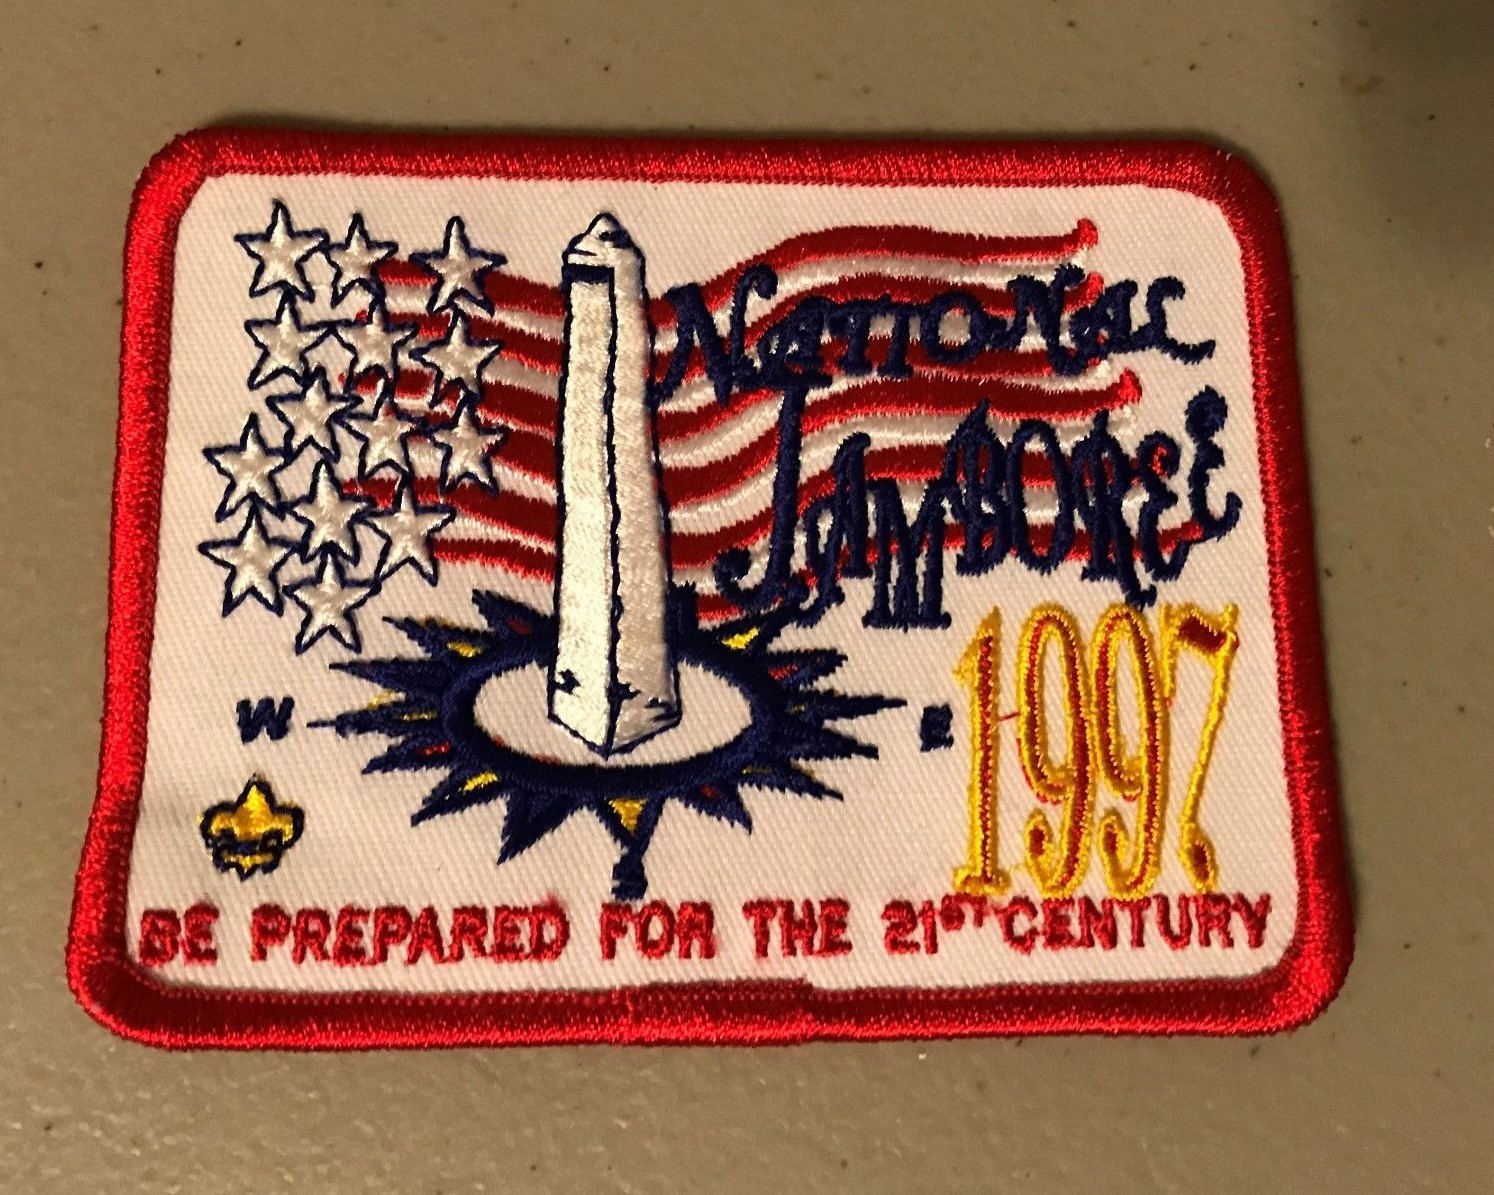 NATIONAL
JAMBOREE
1997
W
E
S
BE PREPARED FOR THE 21ST CENTURY